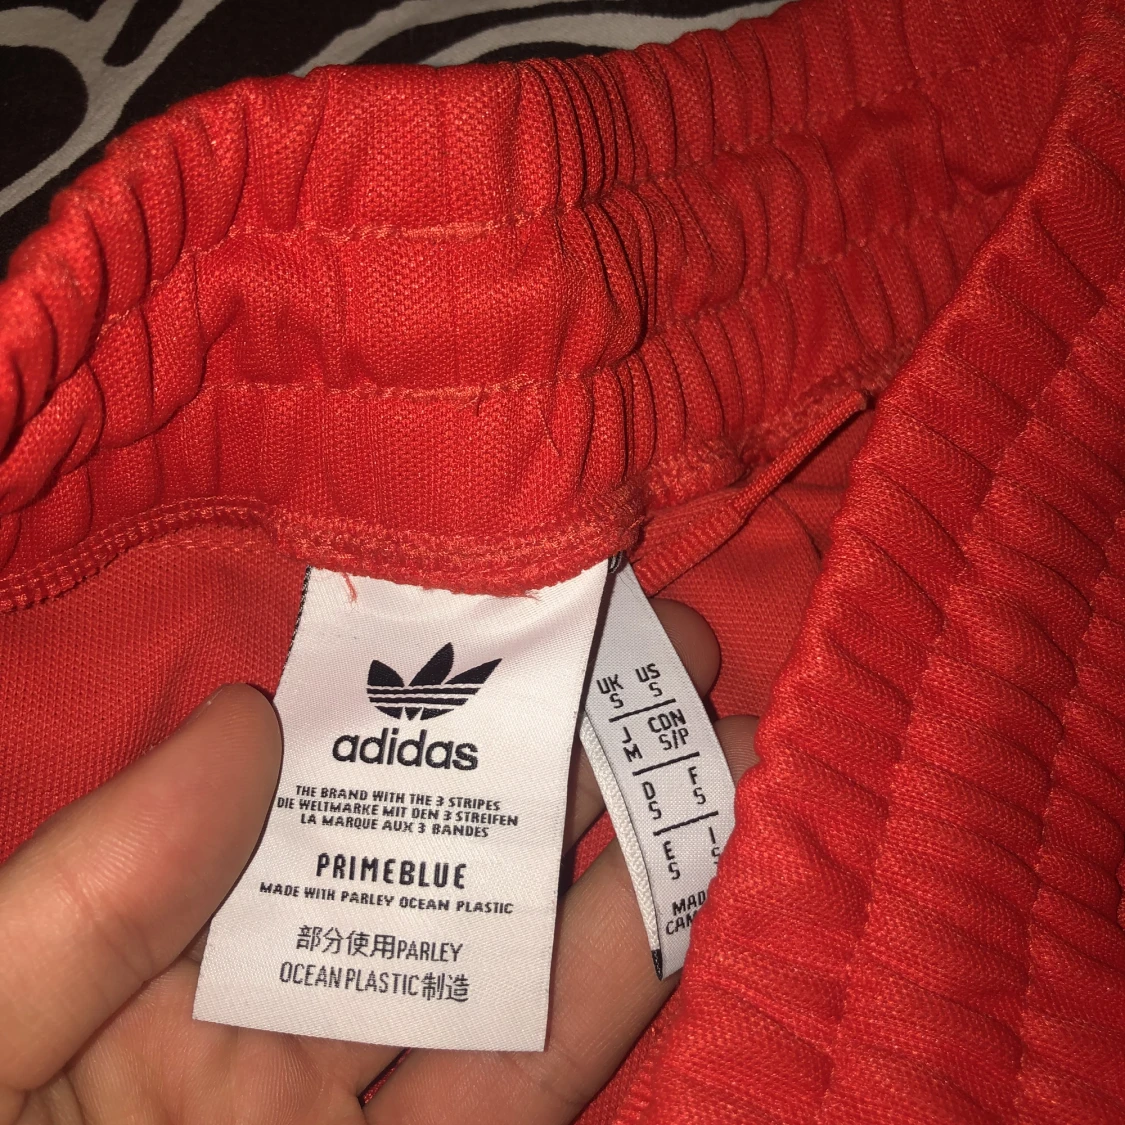 adidas
THE BRAND WITH THE 3 STRIPES
DIE WELTMARKE MIT DEN 3 STREIFEN
LA MARQUE AUX 3 BANDES
PRIMEBLUE
MADE WITH PARLEY OCEAN PLASTIC
部分使用PARLEY
OCEAN PLASTIC制造
UK US
S S
J CDN
M S/P
D F
S S
E I
S S